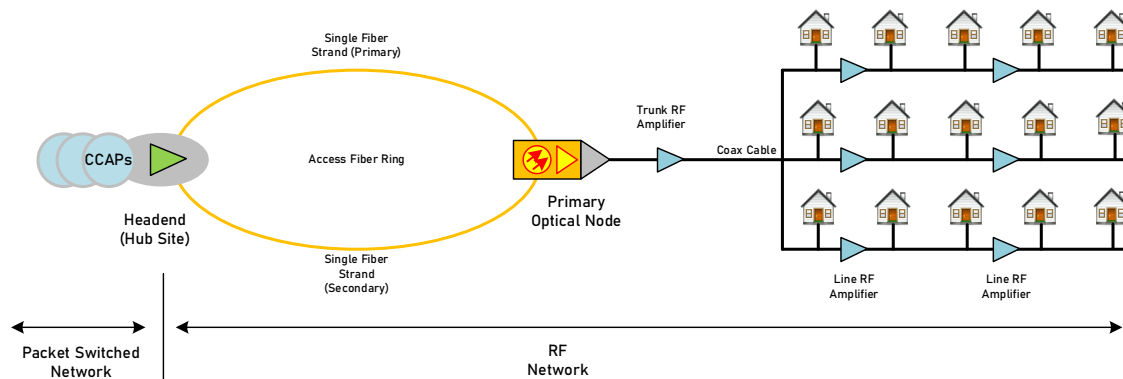 Single Fiber
Strand (Primary)
Trunk RF
Amplifier
CCAPs
Access Fiber Ring
Coax Cable
Headend
(Hub Site)
Primary
Optical Node
Single Fiber
Strand
(Secondary)
Line RF
Amplifier
Line RF
Amplifier
Packet Switched
Network
RF
Network